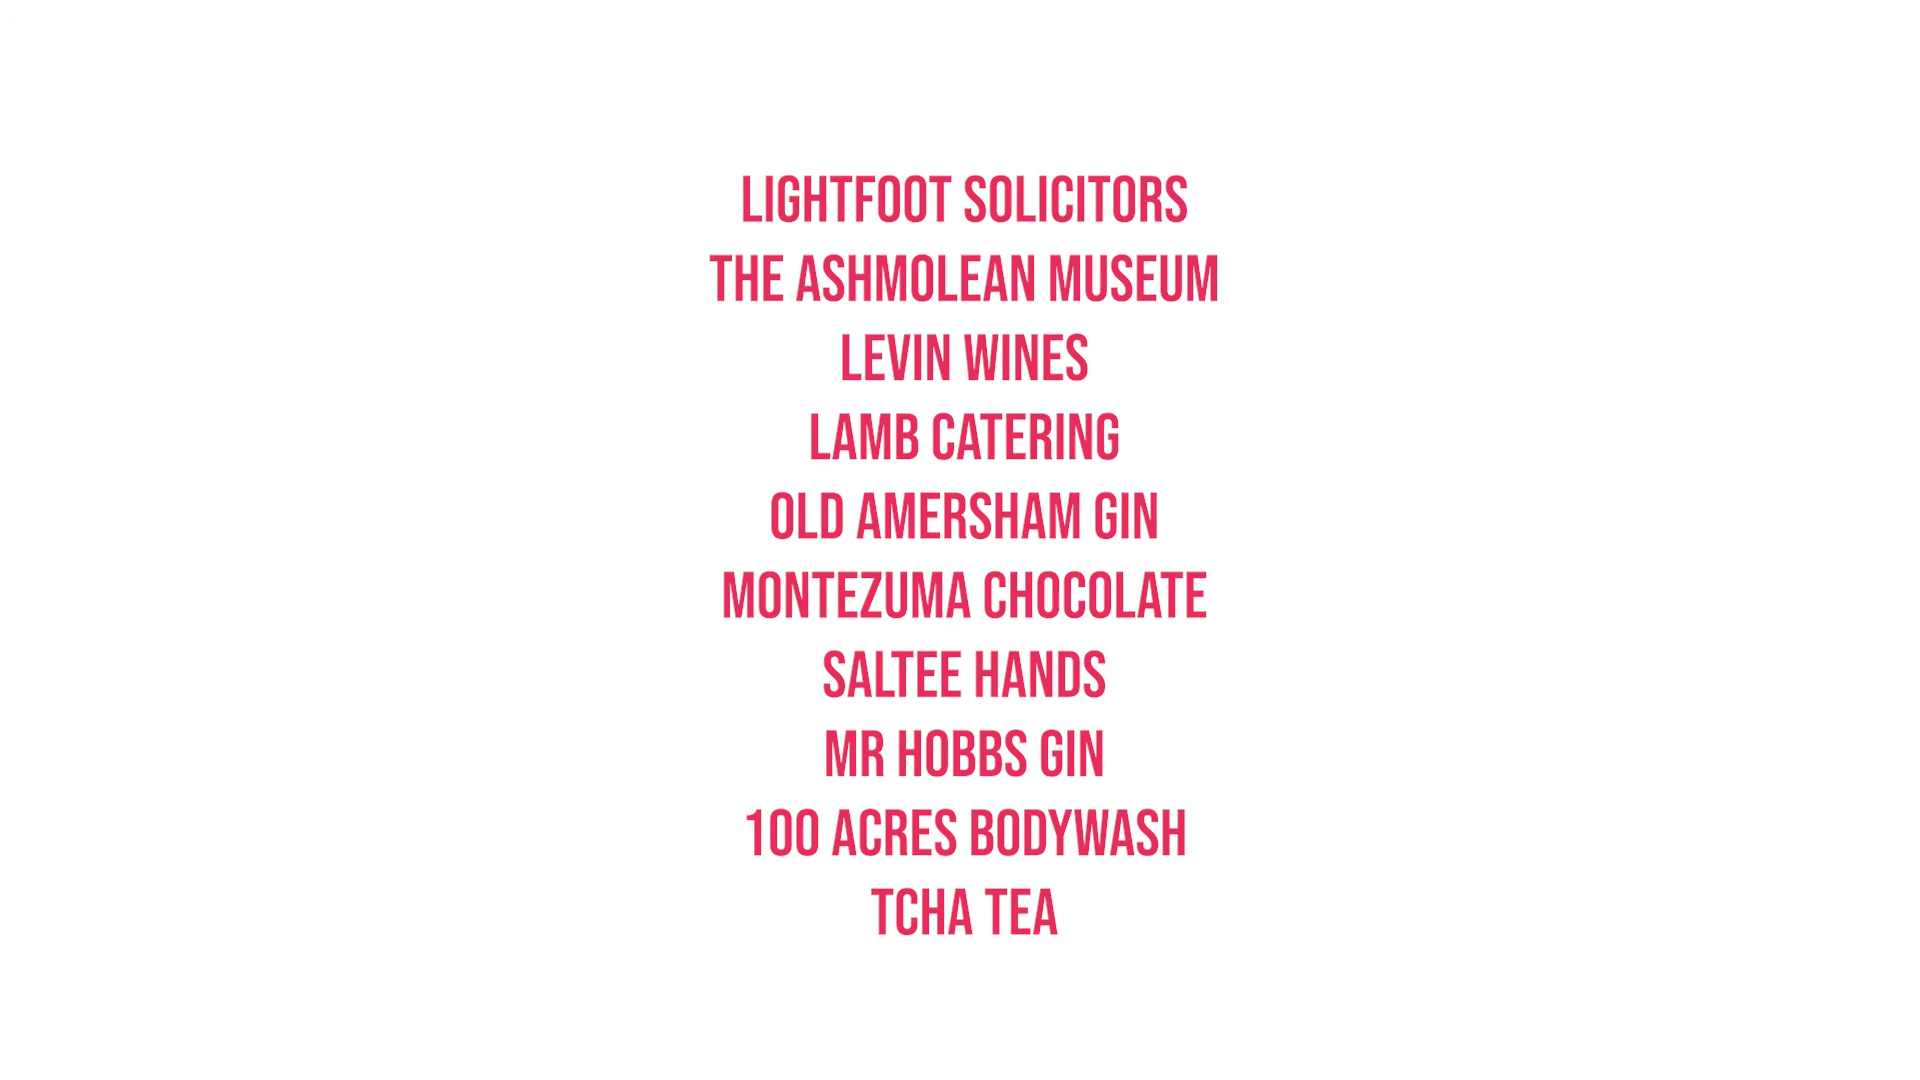 LIGHTFOOT SOLICITORS
THE ASHMOLEAN MUSEUM
LEVIN WINES
LAMB CATERING
OLD AMERSHAM GIN
MONTEZUMA CHOCOLATE
SALTEE HANDS
MR HOBBS GIN
100 ACRES BODYWASH
TCHA TEA